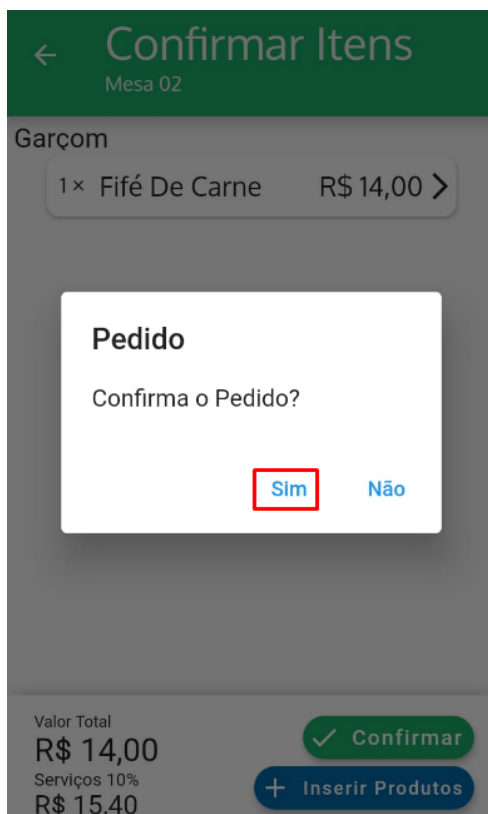 Confirmar Itens
Mesa 02
Garçom
1 × Fifé De Carne R$ 14,00
Pedido
Confirma o Pedido?
Sim Não
Valor Total
R$ 14,00
Confirmar
Serviços 10%
R$ 15,40
Inserir Produtos